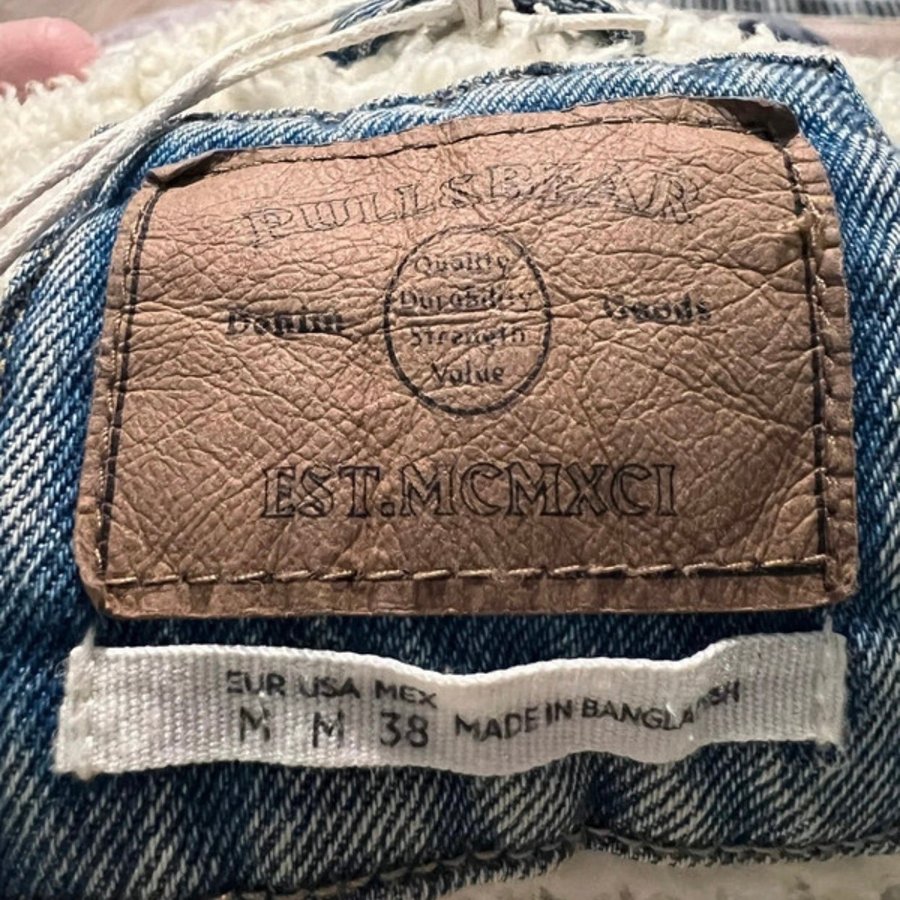 PULL&BEAR
Quality
Denim Durability Goods
Strength
Value
EST.MCMXCI
EUR USA MEX
M M 38 MADE IN BANGLADESH